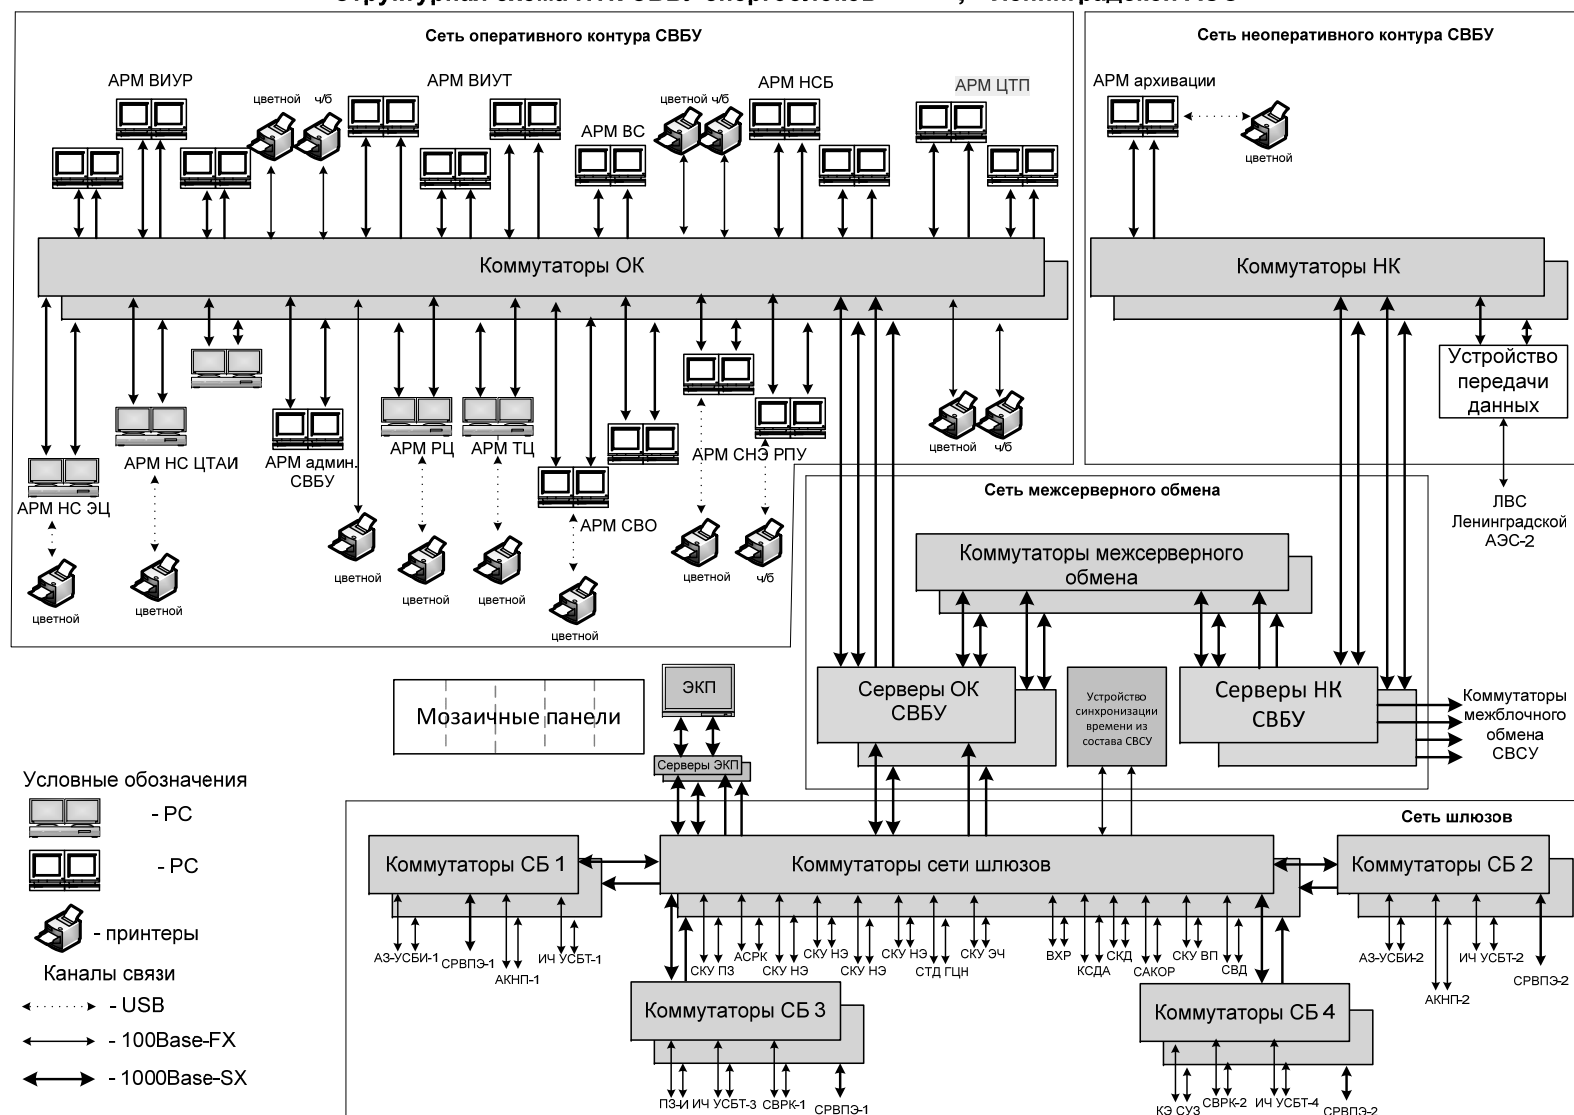 Сеть оперативного контура СВБУ
Сеть неоперативного контура СВБУ
АРМ ВИУР
цветной
ч/б
АРМ ВИУТ
АРМ ВС
цветной ч/б
АРМ НСБ
АРМ ЦТП
АРМ архивации
цветной
Коммутаторы ОК
Коммутаторы НК
Устройство
передачи
данных
АРМ НС ЭЦ
цветной
АРМ НС ЦТАИ
цветной
АРМ админ.
СВБУ
цветной
АРМ РЦ
цветной
АРМ ТЦ
цветной
АРМ СВО
цветной
АРМ СНЭ РПУ
цветной
ч/б
цветной
ч/б
ЛВС
Ленинградской
АЭС-2
Сеть межсерверного обмена
Коммутаторы межсерверного
обмена
Мозаичные панели
ЭКП
Серверы ЭКП
Серверы ОК
СВБУ
Устройство
синхронизации
времени из
состава СВСУ
Серверы НК
СВБУ
Коммутаторы
межблочного
обмена
СВСУ
Условные обозначения
- РС
- РС
- принтеры
Каналы связи
- USB
- 100Base-FX
- 1000Base-SX
Сеть шлюзов
Коммутаторы СБ 1
Коммутаторы сети шлюзов
Коммутаторы СБ 2
АЗ-УСБИ-1
СРВПЭ-1
АКНП-1
ИЧ УСБТ-1
СКУ ПЗ
АСРК
СКУ НЭ
СКУ НЭ
СКУ НЭ
СКУ НЭ
СТД ГЦН
СКУ ЭЧ
ВХР
КСДА
СКД
САКОР
СКУ ВП
СВД
АЗ-УСБИ-2
АКНП-2
ИЧ УСБТ-2
СРВПЭ-2
Коммутаторы СБ 3
Коммутаторы СБ 4
ПЗ-И
ИЧ УСБТ-3
СВРК-1
СРВПЭ-1
КЭ СУЗ
СВРК-2
ИЧ УСБТ-4
СРВПЭ-2